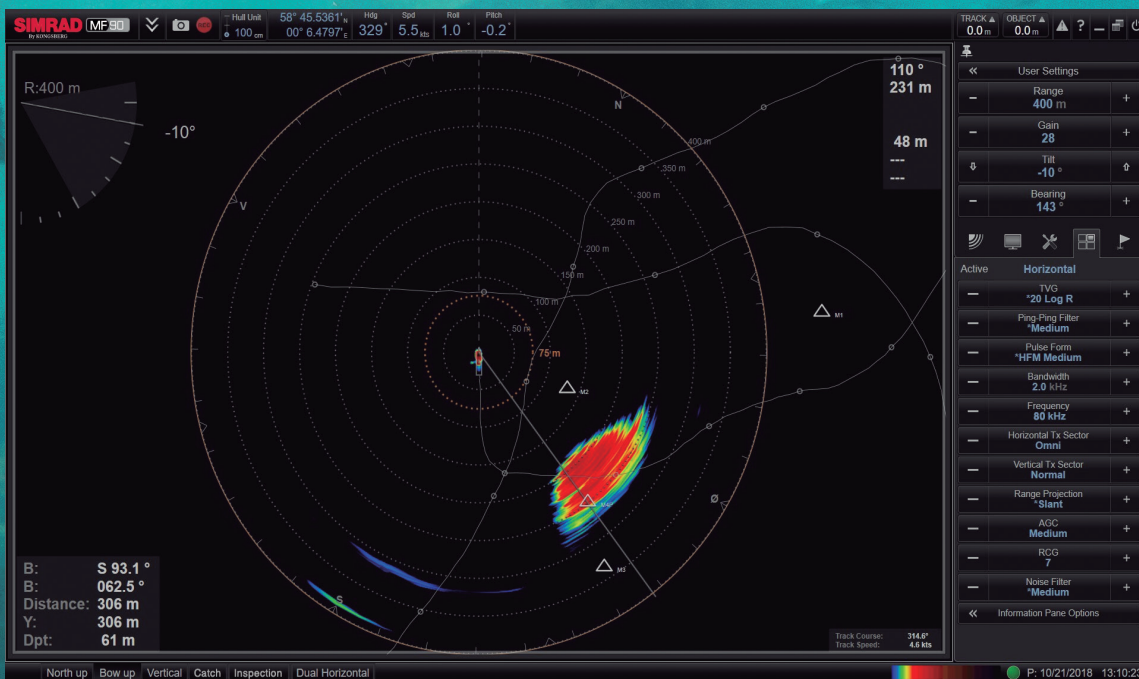 SIMRAD MF90
By KONGSBERG
Hull Unit
100 cm
58° 45.5361' N
00° 6.4797' E
Hdg
329°
Spd
5.5 kts
Roll
1.0 °
Pitch
-0.2°
TRACK
0.0 m
OBJECT
0.0 m
?
R:400 m
-10°
110 °
231 m
48 m
---
---
N
V
S
Ø
400 m
350 m
300 m
250 m
200 m
150 m
100 m
50 m
75 m
M1
M2
M3
B: S 93.1 °
B: 062.5 °
Distance: 306 m
Y: 306 m
Dpt: 61 m
Track Course: 314.6°
Track Speed: 4.6 kts
User Settings
Range
400 m
Gain
28
Tilt
-10 °
Bearing
143 °
Active Horizontal
TVG
*20 Log R
Ping-Ping Filter
*Medium
Pulse Form
*HFM Medium
Bandwidth
2.0 kHz
Frequency
80 kHz
Horizontal Tx Sector
Omni
Vertical Tx Sector
Normal
Range Projection
*Slant
AGC
Medium
RCG
7
Noise Filter
*Medium
Information Pane Options
North up Bow up Vertical Catch Inspection Dual Horizontal
P: 10/21/2018 13:10:23